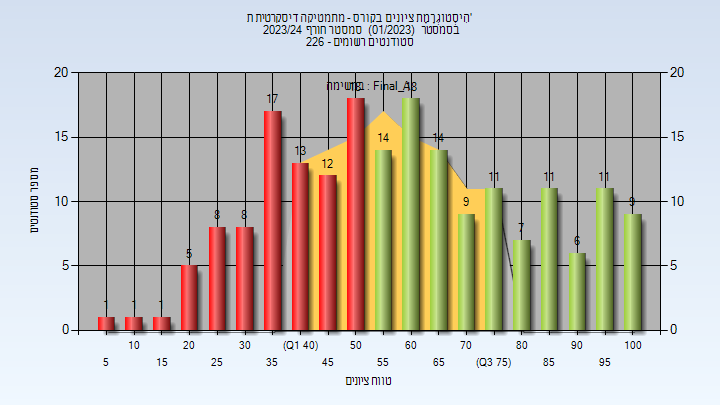 היסטוגרמת ציונים בקורס - מתמטיקה דיסקרטית ת'
בסמסטר (01/2023) סמסטר חורף 2023/24
סטודנטים רשומים - 226
רשימה : Final_A
20 20
15 15
10 10
5 5
0 0
מספר סטודנטים
1 1 1 5 8 8 17 13 12 18 14 18 14 9 11 7 11 6 11 9
10 20 30 (Q1 40) 50 60 70 80 90 100
5 15 25 35 45 55 65 (Q3 75) 85 95
טווח ציונים